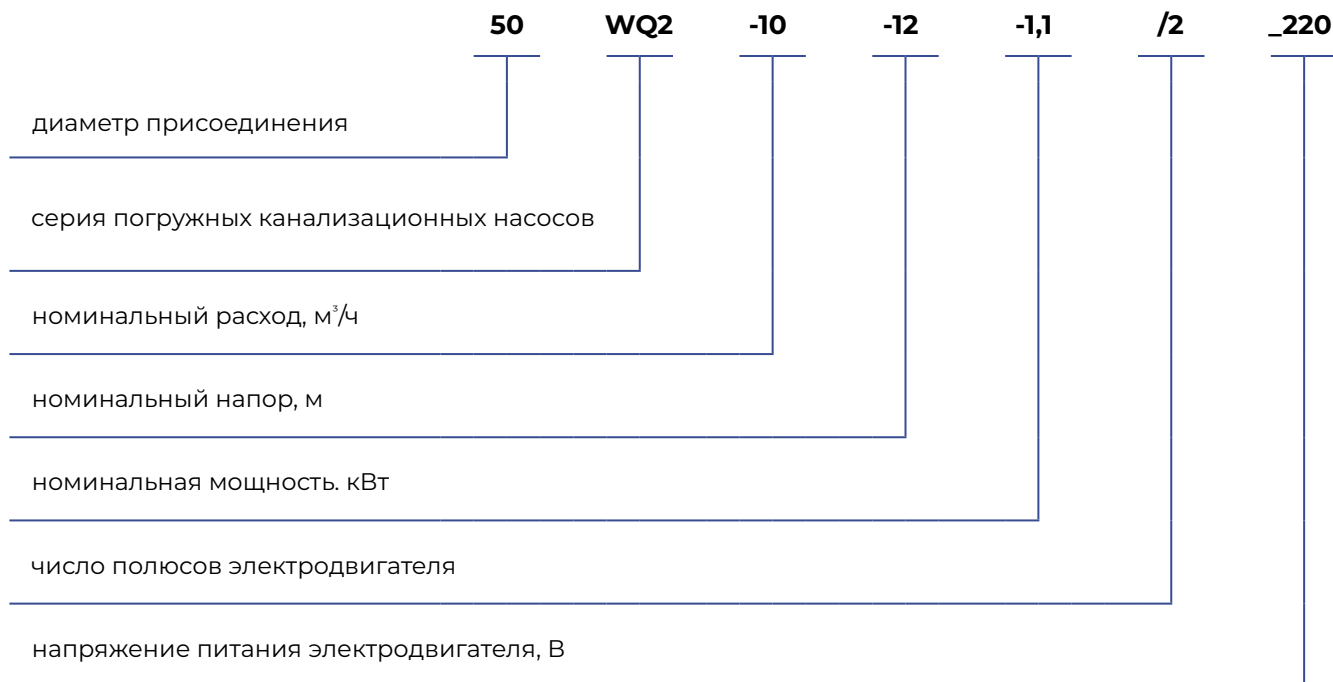 50 WQ2 -10 -12 -1,1 /2 _220
диаметр присоединения
серия погружных канализационных насосов
номинальный расход, м³/ч
номинальный напор, м
номинальная мощность. кВт
число полюсов электродвигателя
напряжение питания электродвигателя, В